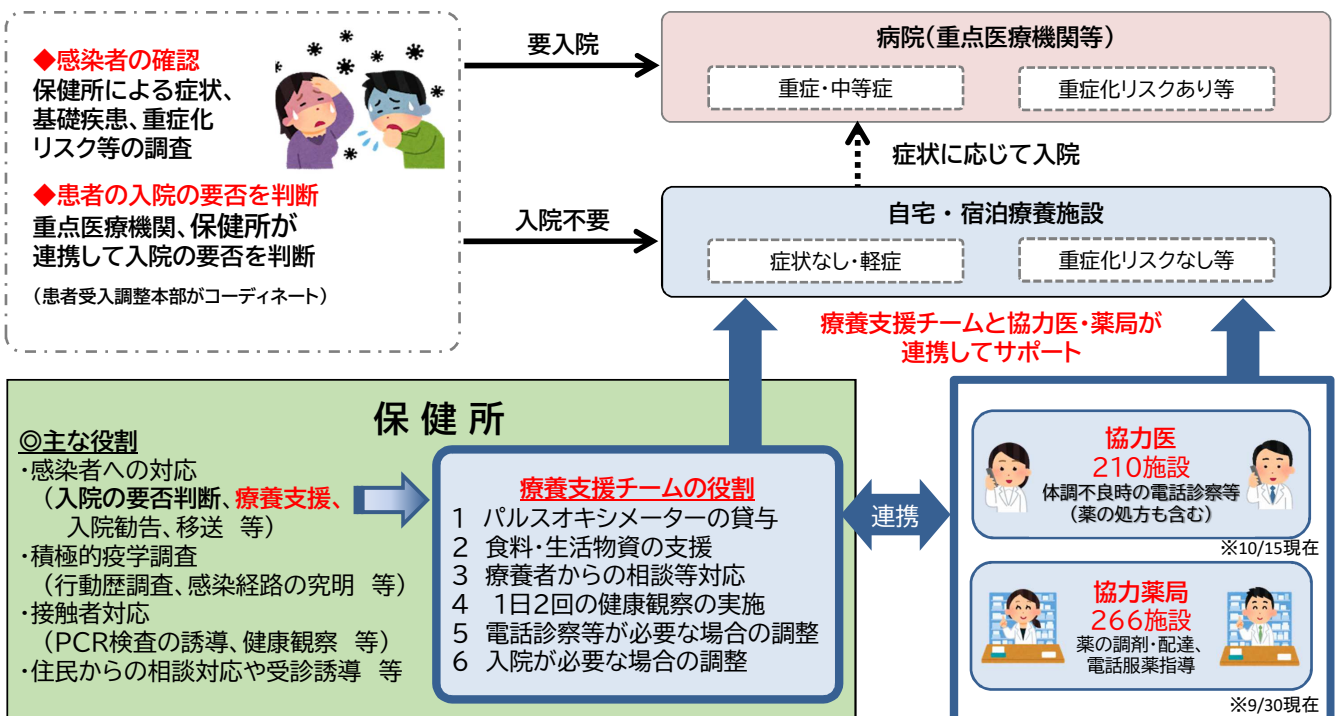 ◆感染者の確認
保健所による症状、
基礎疾患、重症化
リスク等の調査
◆患者の入院の要否を判断
重点医療機関、保健所が
連携して入院の要否を判断
（患者受入調整本部がコーディネート）
要入院
入院不要
病院（重点医療機関等）
重症・中等症
重症化リスクあり等
症状に応じて入院
自宅・宿泊療養施設
症状なし・軽症
重症化リスクなし等
療養支援チームと協力医・薬局が
連携してサポート
保健所
◎主な役割
・感染者への対応
（入院の要否判断、療養支援、
入院勧告、移送 等）
・積極的疫学調査
（行動歴調査、感染経路の究明 等）
・接触者対応
（PCR検査の誘導、健康観察 等）
・住民からの相談対応や受診誘導 等
療養支援チームの役割
1 パルスオキシメーターの貸与
2 食料・生活物資の支援
3 療養者からの相談等対応
4 1日2回の健康観察の実施
5 電話診察等が必要な場合の調整
6 入院が必要な場合の調整
連携
協力医
210施設
体調不良時の電話診察等
（薬の処方も含む）
※10/15現在
協力薬局
266施設
薬の調剤・配達、
電話服薬指導
※9/30現在